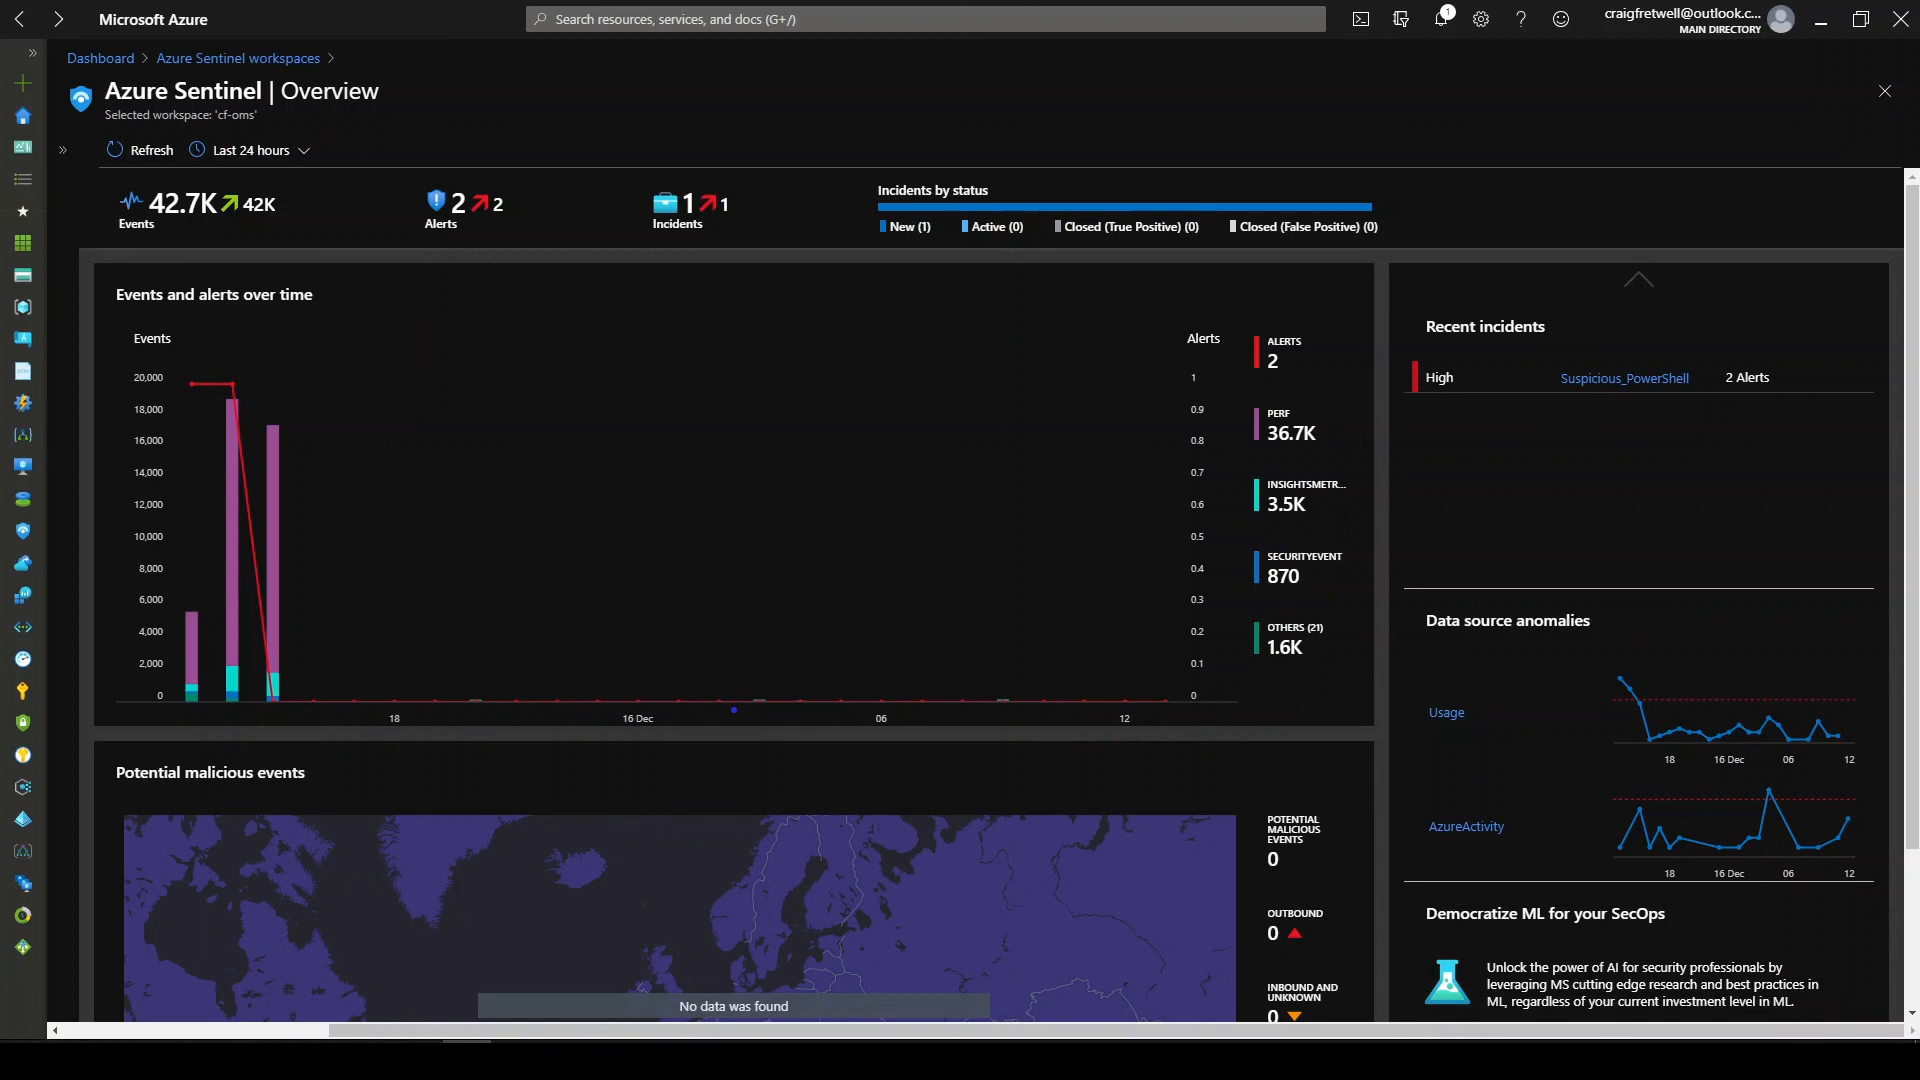 Microsoft Azure
Search resources, services, and docs (G+/)
1
craigfretwell@outlook.c...
MAIN DIRECTORY
Dashboard > Azure Sentinel workspaces >
Azure Sentinel | Overview
Selected workspace: 'cf-oms'
Refresh
Last 24 hours
42.7K 42K
Events
2 2
Alerts
1 1
Incidents
Incidents by status
New (1)
Active (0)
Closed (True Positive) (0)
Closed (False Positive) (0)
Events and alerts over time
Events
20,000
18,000
16,000
14,000
12,000
10,000
8,000
6,000
4,000
2,000
0
18
16 Dec
06
12
Alerts
1
0.9
0.8
0.7
0.6
0.5
0.4
0.3
0.2
0.1
0
ALERTS
2
PERF
36.7K
INSIGHTSMETR...
3.5K
SECURITYEVENT
870
OTHERS (21)
1.6K
Recent incidents
High Suspicious_PowerShell 2 Alerts
Data source anomalies
Usage
18 16 Dec 06 12
AzureActivity
18 16 Dec 06 12
Democratize ML for your SecOps
Unlock the power of AI for security professionals by
leveraging MS cutting edge research and best practices in
ML, regardless of your current investment level in ML.
Potential malicious events
No data was found
POTENTIAL
MALICIOUS
EVENTS
0
OUTBOUND
0
INBOUND AND
UNKNOWN
0